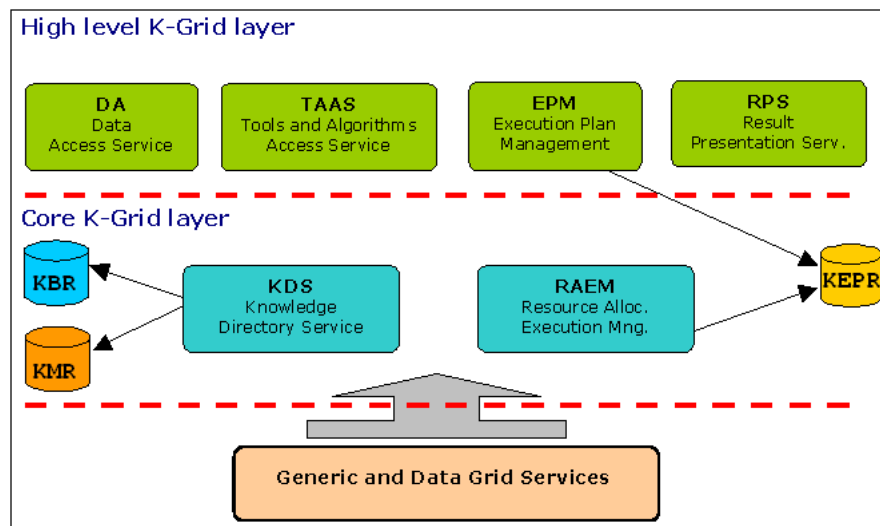 High level K-Grid layer
DA
Data
Access Service
TAAS
Tools and Algorithms
Access Service
EPM
Execution Plan
Management
RPS
Result
Presentation Serv.
Core K-Grid layer
KBR
KMR
KDS
Knowledge
Directory Service
RAEM
Resource Alloc.
Execution Mng.
KEPR
Generic and Data Grid Services